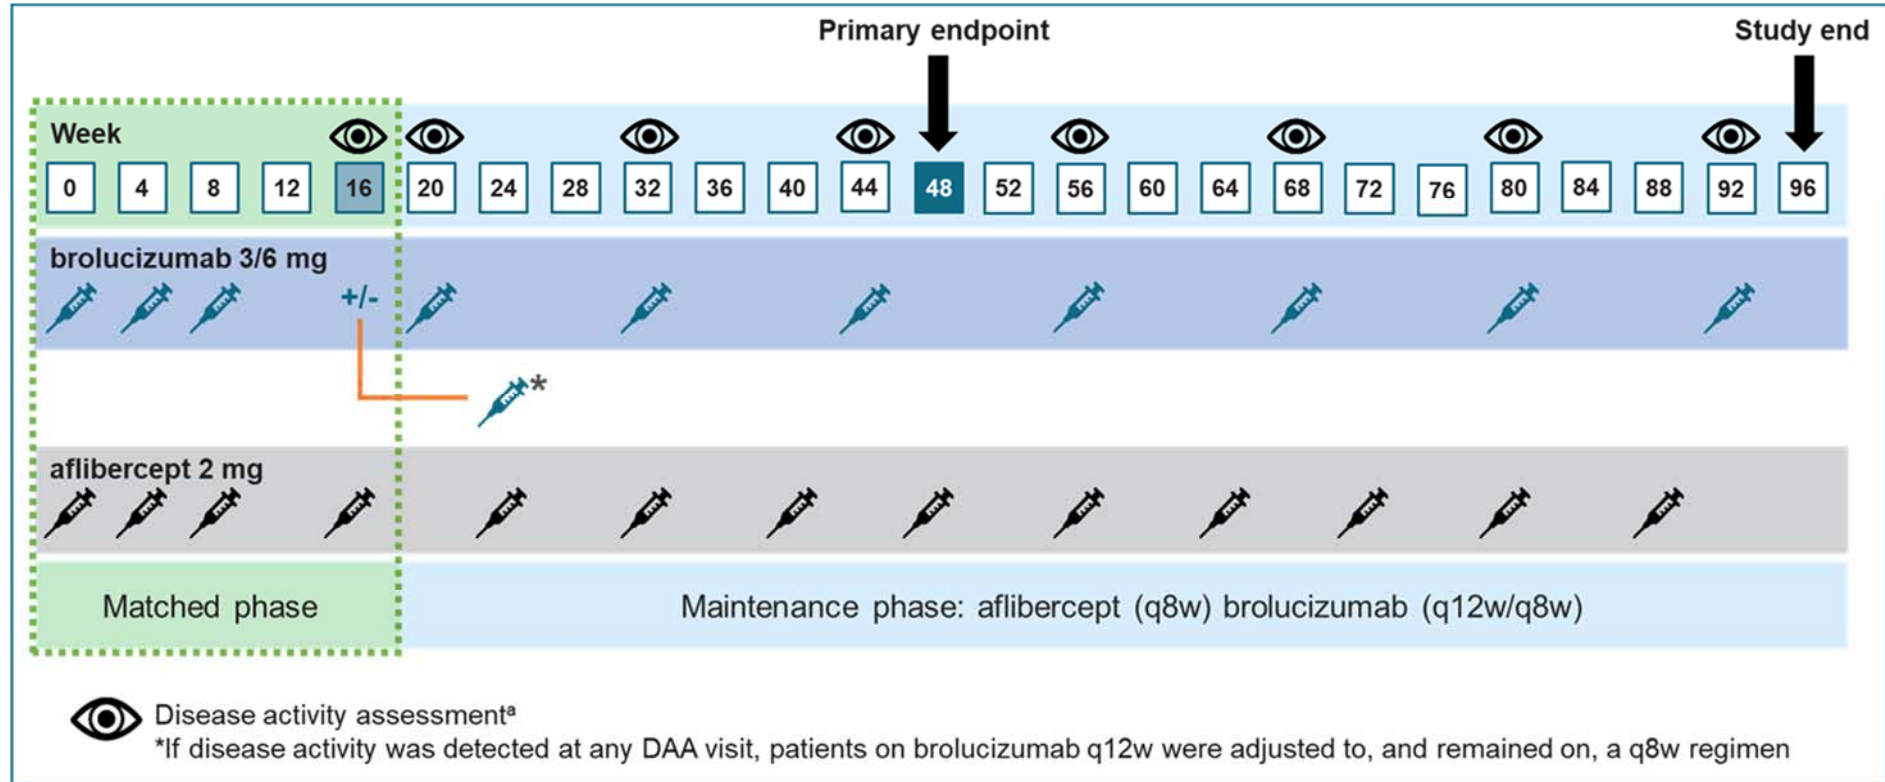 Primary endpoint
Study end
Week
0 4 8 12 16 20 24 28 32 36 40 44 48 52 56 60 64 68 72 76 80 84 88 92 96
brolucizumab 3/6 mg
+/-
*
aflibercept 2 mg
Matched phase
Maintenance phase: aflibercept (q8w) brolucizumab (q12w/q8w)
Disease activity assessmentᵃ
*If disease activity was detected at any DAA visit, patients on brolucizumab q12w were adjusted to, and remained on, a q8w regimen